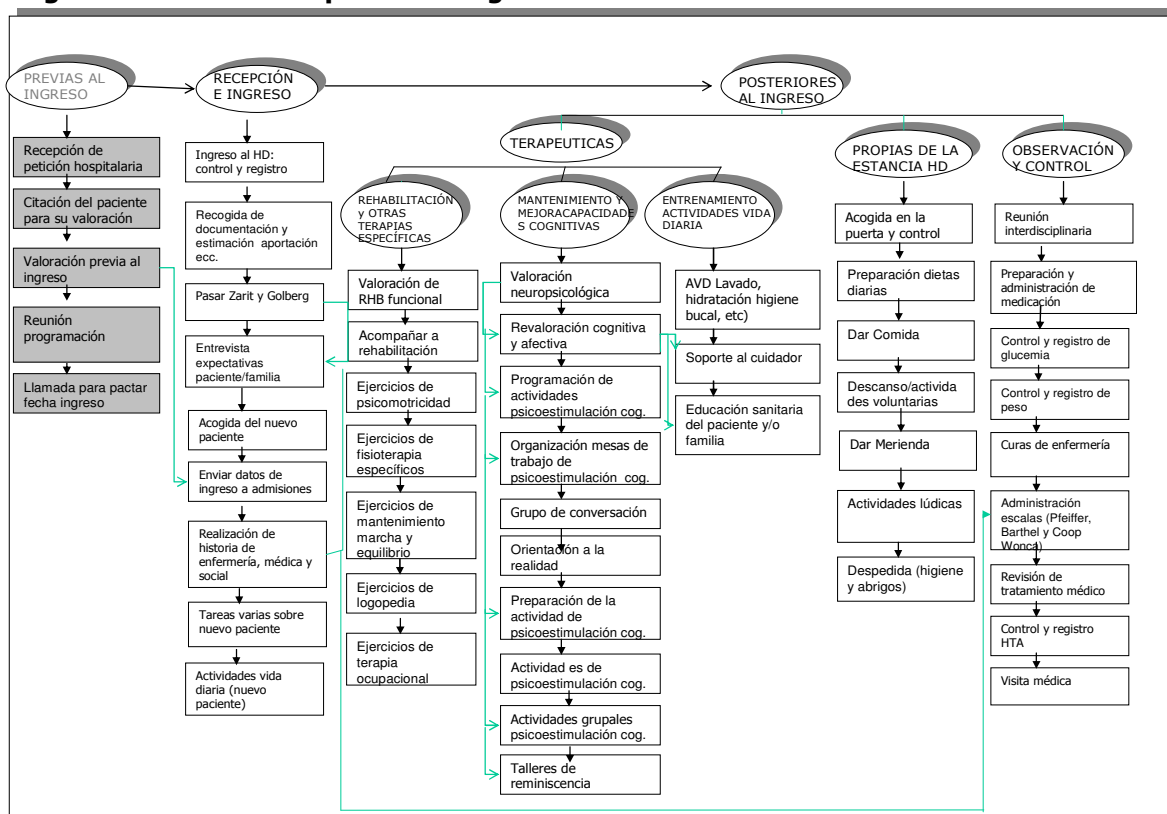 PREVIAS AL
INGRESO
RECEPCIÓN
E INGRESO
POSTERIORES
AL INGRESO
TERAPEUTICAS
PROPIAS DE LA
ESTANCIA HD
OBSERVACIÓN
Y CONTROL
REHABILITACIÓN
y OTRAS
TERAPIAS
ESPECÍFICAS
MANTENIMIENTO Y
MEJORACAPACIDADE
S COGNITIVAS
ENTRENAMIENTO
ACTIVIDADES VIDA
DIARIA
Recepción de
petición hospitalaria
Citación del paciente
para su valoración
Valoración previa al
ingreso
Reunión
programación
Llamada para pactar
fecha ingreso
Ingreso al HD:
control y registro
Recogida de
documentación y
estimación aportación
ecc.
Pasar Zarit y Golberg
Entrevista
expectativas
paciente/familia
Acogida del nuevo
paciente
Enviar datos de
ingreso a admisiones
Realización de
historia de
enfermería, médica y
social
Tareas varias sobre
nuevo paciente
Actividades vida
diaria (nuevo
paciente)
Valoración de
RHB funcional
Acompañar a
rehabilitación
Ejercicios de
psicomotricidad
Ejercicios de
fisioterapia
específicos
Ejercicios de
mantenimiento
marcha y
equilibrio
Ejercicios de
logopedia
Ejercicios de
terapia
ocupacional
Valoración
neuropsicológica
Revaloración cognitiva
y afectiva
Programación de
actividades
psicoestimulación cog.
Organización mesas de
trabajo de
psicoestimulación cog.
Grupo de conversación
Orientación a la
realidad
Preparación de la
actividad de
psicoestimulación cog.
Actividad es de
psicoestimulación cog.
Actividades grupales
psicoestimulación cog.
Talleres de
reminiscencia
AVD Lavado,
hidratación higiene
bucal, etc)
Soporte al cuidador
Educación sanitaria
del paciente y/o
familia
Acogida en la
puerta y control
Preparación dietas
diarias
Dar Comida
Descanso/activida
des voluntarias
Dar Merienda
Actividades lúdicas
Despedida (higiene
y abrigos)
Reunión
interdisciplinaria
Preparación y
administración de
medicación
Control y registro de
glucemia
Control y registro de
peso
Curas de enfermería
Administración
escalas (Pfeiffer,
Barthel y Coop
Wonca)
Revisión de
tratamiento médico
Control y registro
HTA
Visita médica